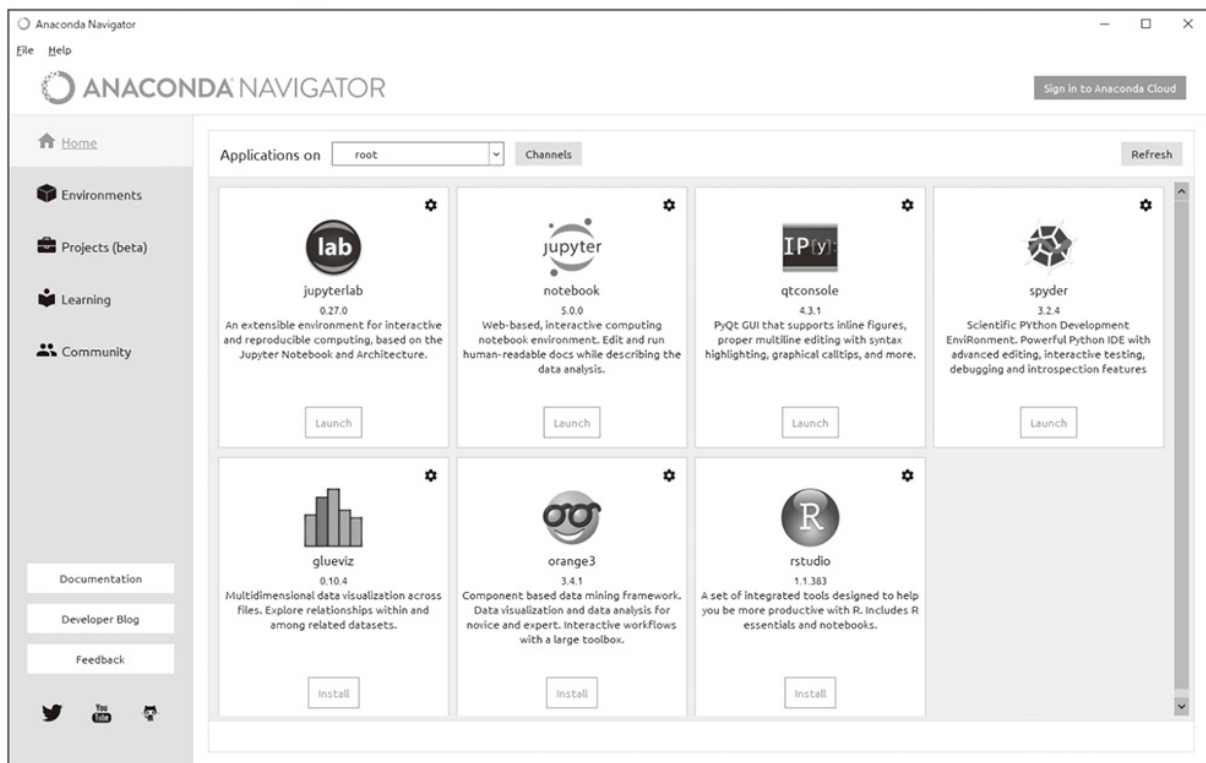 Anaconda Navigator
File Help
ANACONDA NAVIGATOR
Sign in to Anaconda Cloud
Home
Environments
Projects (beta)
Learning
Community
Documentation
Developer Blog
Feedback
You
Tube
Applications on root Channels Refresh
lab
jupyterlab
0.27.0
An extensible environment for interactive
and reproducible computing, based on the
Jupyter Notebook and Architecture.
Launch
jupyter
notebook
5.0.0
Web-based, interactive computing
notebook environment. Edit and run
human-readable docs while describing the
data analysis.
Launch
IP[y]:
qtconsole
4.3.1
PyQt GUI that supports inline figures,
proper multiline editing with syntax
highlighting, graphical calltips, and more.
Launch
spyder
3.2.4
Scientific PYthon Development
EnviRonment. Powerful Python IDE with
advanced editing, interactive testing,
debugging and introspection features
Launch
glueviz
0.10.4
Multidimensional data visualization across
files. Explore relationships within and
among related datasets.
Install
orange3
3.4.1
Component based data mining framework.
Data visualization and data analysis for
novice and expert. Interactive workflows
with a large toolbox.
Install
R
rstudio
1.1.383
A set of integrated tools designed to help
you be more productive with R. Includes R
essentials and notebooks.
Install